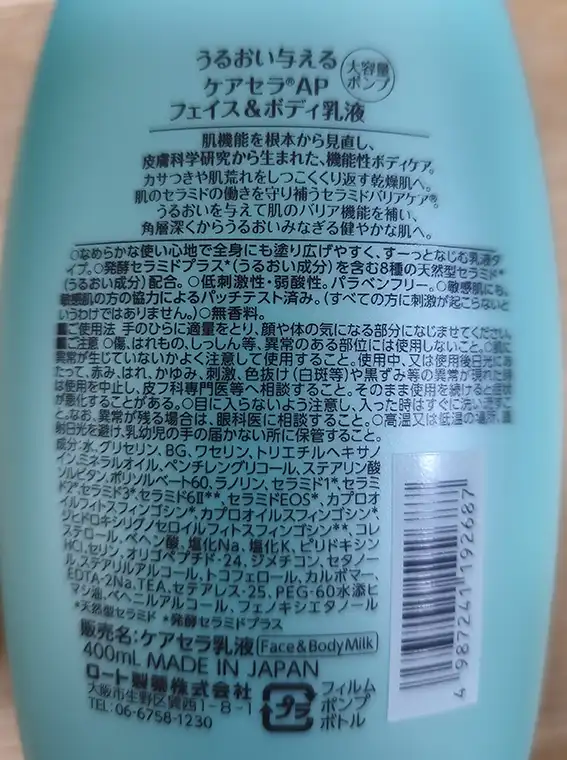 うるおい与える
大容量
ポンプ
ケアセラ®AP
フェイス&ボディ乳液
肌機能を根本から見直し、
皮膚科学研究から生まれた、機能性ボディケア。
カサつきや肌荒れをしつこくくり返す乾燥肌へ。
肌のセラミドの働きを守り補うセラミドバリアケア®。
うるおいを与えて肌のバリア機能を補い、
角層深くからうるおいみなぎる健やかな肌へ。
○なめらかな使い心地で全身にも塗り広げやすく、すーっとなじむ乳液タ
イプ。○発酵セラミドプラス*(うるおい成分)を含む8種の天然型セラミド*
(うるおい成分)配合。○低刺激性・弱酸性。パラベンフリー。○敏感肌にも。
敏感肌の方の協力によるパッチテスト済み。(すべての方に刺激が起こらないと
いうわけではありません。)○無香料。
■ご使用法 手のひらに適量をとり、顔や体の気になる部分になじませてください。
■ご注意 ○傷、はれもの、しっしん等、異常のある部位には使用しないこと。○肌に
異常が生じていないかよく注意して使用すること。使用中、又は使用後日光にあ
たって、赤み、はれ、かゆみ、刺激、色抜け(白斑等)や黒ずみ等の異常が現れた時
は使用を中止し、皮フ科専門医等へ相談すること。そのまま使用を続けると症状
が悪化することがある。○目に入らないよう注意し、入った時はすぐに洗い流すこ
と。なお、異常が残る場合は、眼科医に相談すること。○高温又は低温の場所、直
射日光を避け、乳幼児の手の届かない所に保管すること。
成分:水、グリセリン、BG、ワセリン、トリエチルヘキサノ
イン、ミネラルオイル、ペンチレングリコール、ステアリン酸
ソルビタン、ポリソルベート60、ラノリン、セラミド1*、セラミ
ド2*、セラミド3*、セラミド6Ⅱ**、セラミドEOS*、カプロオ
イルフィトスフィンゴシン*、カプロオイルスフィンゴシン*、
ジヒドロキシリグノセロイルフィトスフィンゴシン**、コレ
ステロール、ベヘン酸、塩化Na、塩化K、ピリドキシン
HCl、セリン、オリゴペプチド-24、ジメチコン、セタノー
ル、ステアリルアルコール、トコフェロール、カルボマー、
EDTA-2Na、TEA、セテアレス-25、PEG-60水添ヒ
マシ油、ベヘニルアルコール、フェノキシエタノール
*天然型セラミド *発酵セラミドプラス
販売名:ケアセラ乳液 Face&Body Milk
400mL MADE IN JAPAN
ロート製薬株式会社
大阪市生野区巽西1-8-1
TEL:06-6758-1230
プラ
フィルム
ポンプ
ボトル
4 987241 192687